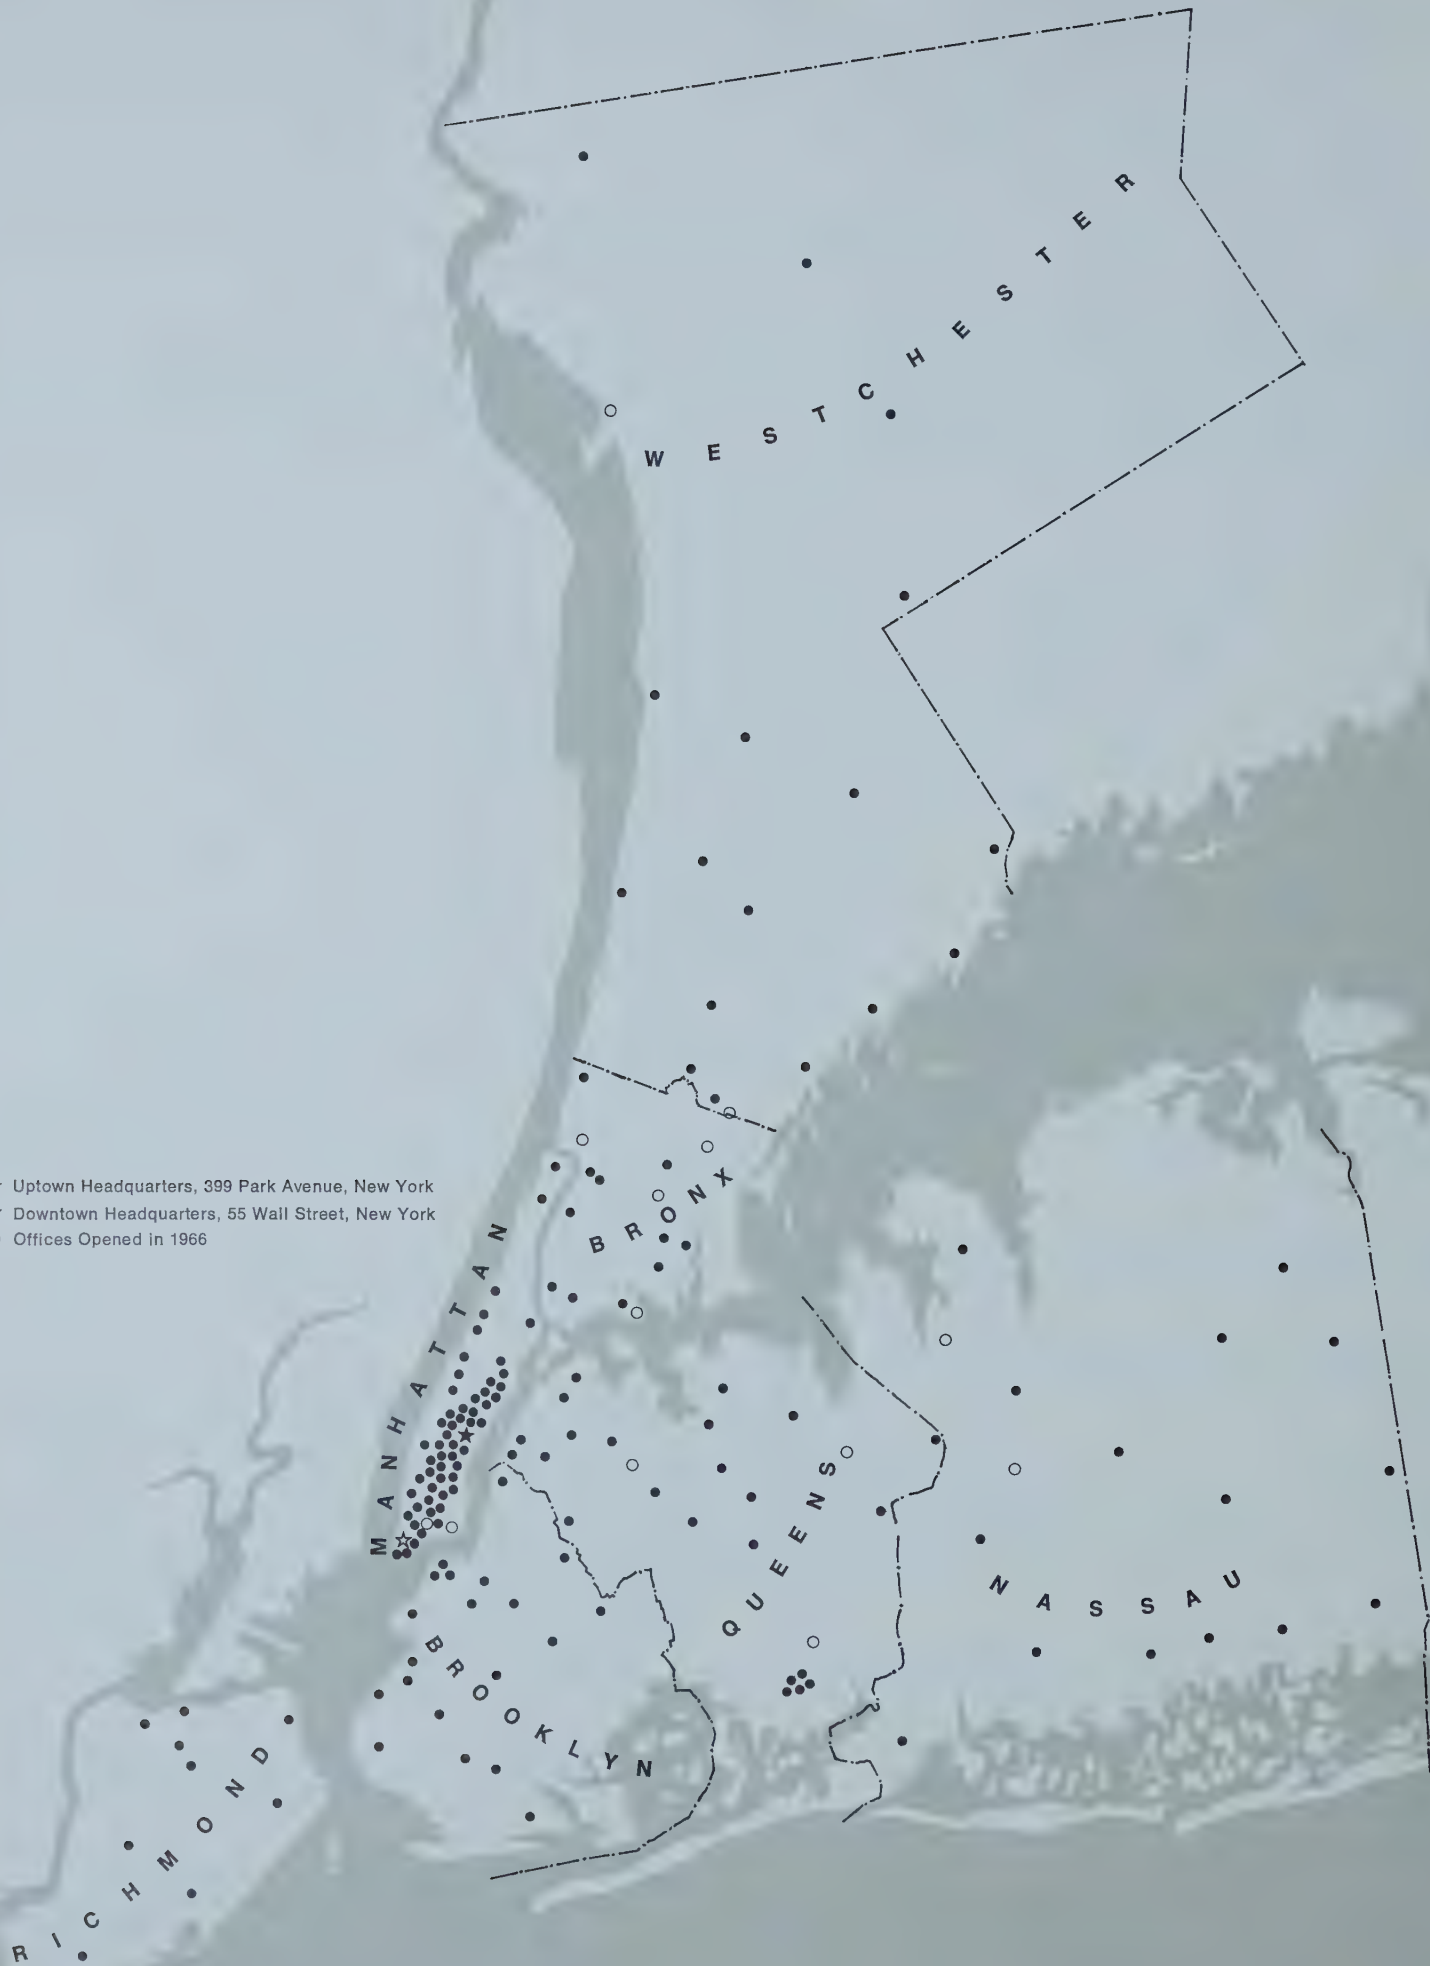 WESTCHESTER
Uptown Headquarters, 399 Park Avenue, New York
Downtown Headquarters, 55 Wall Street, New York
Offices Opened in 1966
BRONX
MANHATTAN
QUEENS
NASSAU
BROOKLYN
RICHMOND